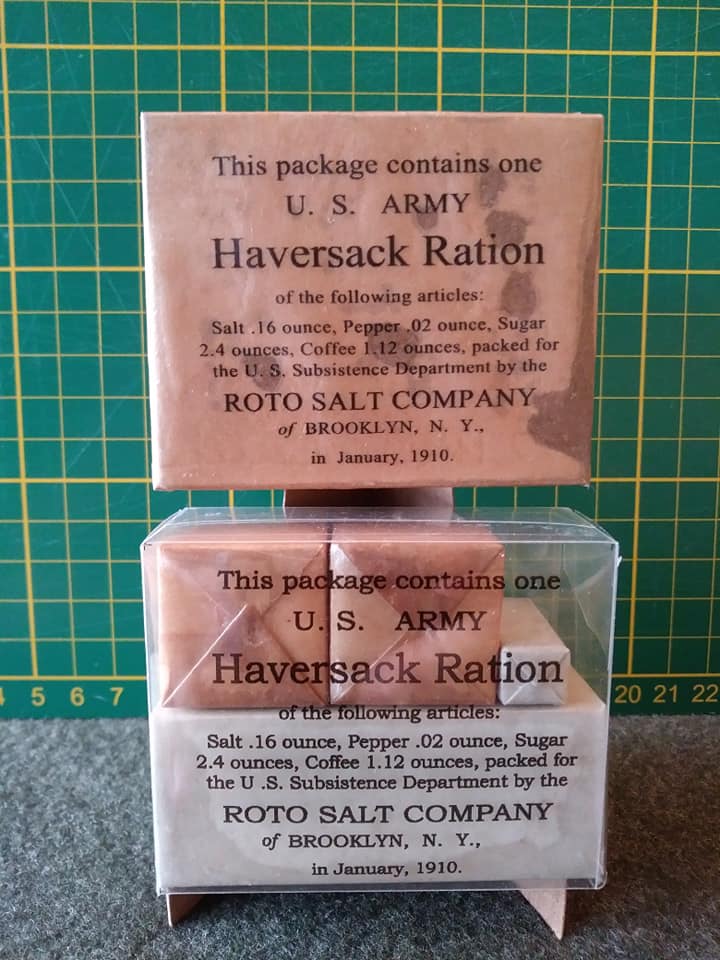 This package contains one
U. S. ARMY
Haversack Ration
of the following articles:
Salt .16 ounce, Pepper .02 ounce, Sugar
2.4 ounces, Coffee 1.12 ounces, packed for
the U. S. Subsistence Department by the
ROTO SALT COMPANY
of BROOKLYN, N. Y.,
in January, 1910.
This package contains one
U. S. ARMY
Haversack Ration
of the following articles:
Salt .16 ounce, Pepper .02 ounce, Sugar
2.4 ounces, Coffee 1.12 ounces, packed for
the U .S. Subsistence Department by the
ROTO SALT COMPANY
of BROOKLYN, N. Y.,
in January, 1910.
4 5 6 7 20 21 22